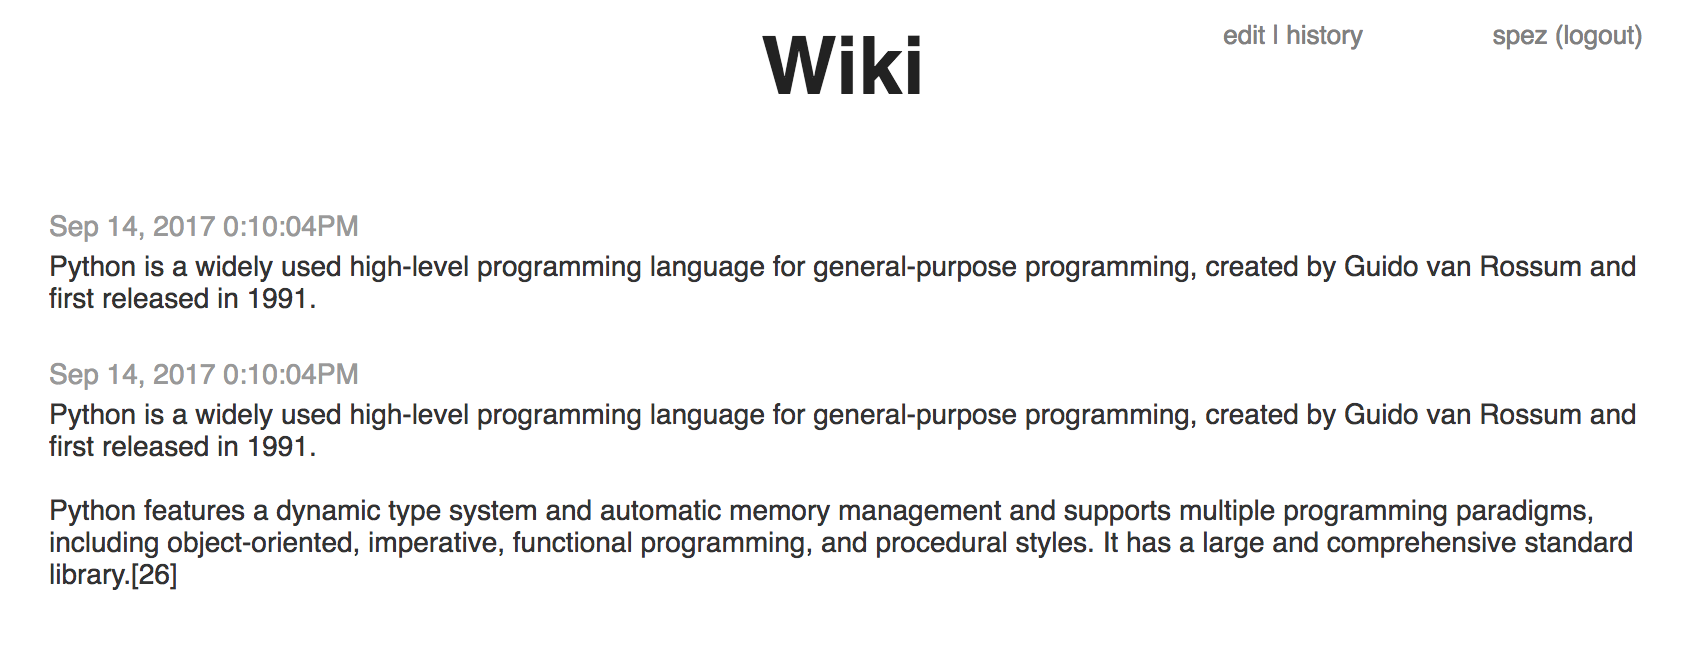 Wiki
edit | history
spez (logout)
Sep 14, 2017 0:10:04PM
Python is a widely used high-level programming language for general-purpose programming, created by Guido van Rossum and
first released in 1991.
Sep 14, 2017 0:10:04PM
Python is a widely used high-level programming language for general-purpose programming, created by Guido van Rossum and
first released in 1991.
Python features a dynamic type system and automatic memory management and supports multiple programming paradigms,
including object-oriented, imperative, functional programming, and procedural styles. It has a large and comprehensive standard
library.[26]